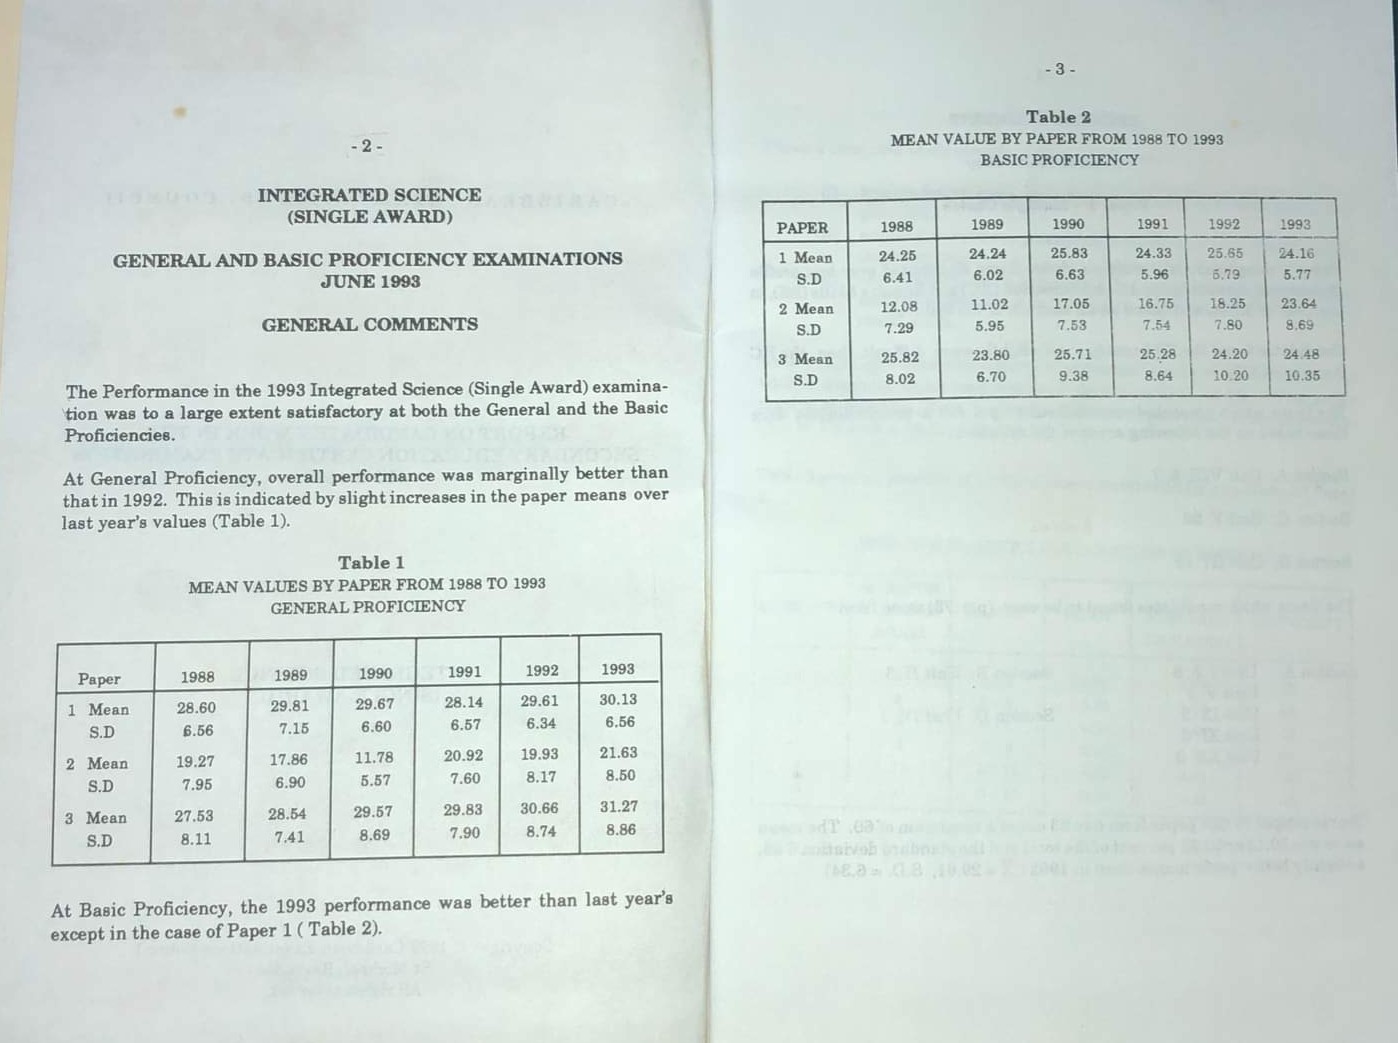 - 2 -
INTEGRATED SCIENCE
(SINGLE AWARD)
GENERAL AND BASIC PROFICIENCY EXAMINATIONS
JUNE 1993
GENERAL COMMENTS
The Performance in the 1993 Integrated Science (Single Award) examina-
tion was to a large extent satisfactory at both the General and the Basic
Proficiencies.
At General Proficiency, overall performance was marginally better than
that in 1992. This is indicated by slight increases in the paper means over
last year's values (Table 1).
Table 1
MEAN VALUES BY PAPER FROM 1988 TO 1993
GENERAL PROFICIENCY
Paper 1988 1989 1990 1991 1992 1993
1 Mean 28.60 29.81 29.67 28.14 29.61 30.13
S.D 6.56 7.15 6.60 6.57 6.34 6.56
2 Mean 19.27 17.86 11.78 20.92 19.93 21.63
S.D 7.95 6.90 5.57 7.60 8.17 8.50
3 Mean 27.53 28.54 29.57 29.83 30.66 31.27
S.D 8.11 7.41 8.69 7.90 8.74 8.86
At Basic Proficiency, the 1993 performance was better than last year's
except in the case of Paper 1 ( Table 2).
- 3 -
Table 2
MEAN VALUE BY PAPER FROM 1988 TO 1993
BASIC PROFICIENCY
PAPER 1988 1989 1990 1991 1992 1993
1 Mean 24.25 24.24 25.83 24.33 25.65 24.16
S.D 6.41 6.02 6.63 5.96 5.79 5.77
2 Mean 12.08 11.02 17.05 16.75 18.25 23.64
S.D 7.29 5.95 7.53 7.54 7.80 8.69
3 Mean 25.82 23.80 25.71 25.28 24.20 24.48
S.D 8.02 6.70 9.38 8.64 10.20 10.35